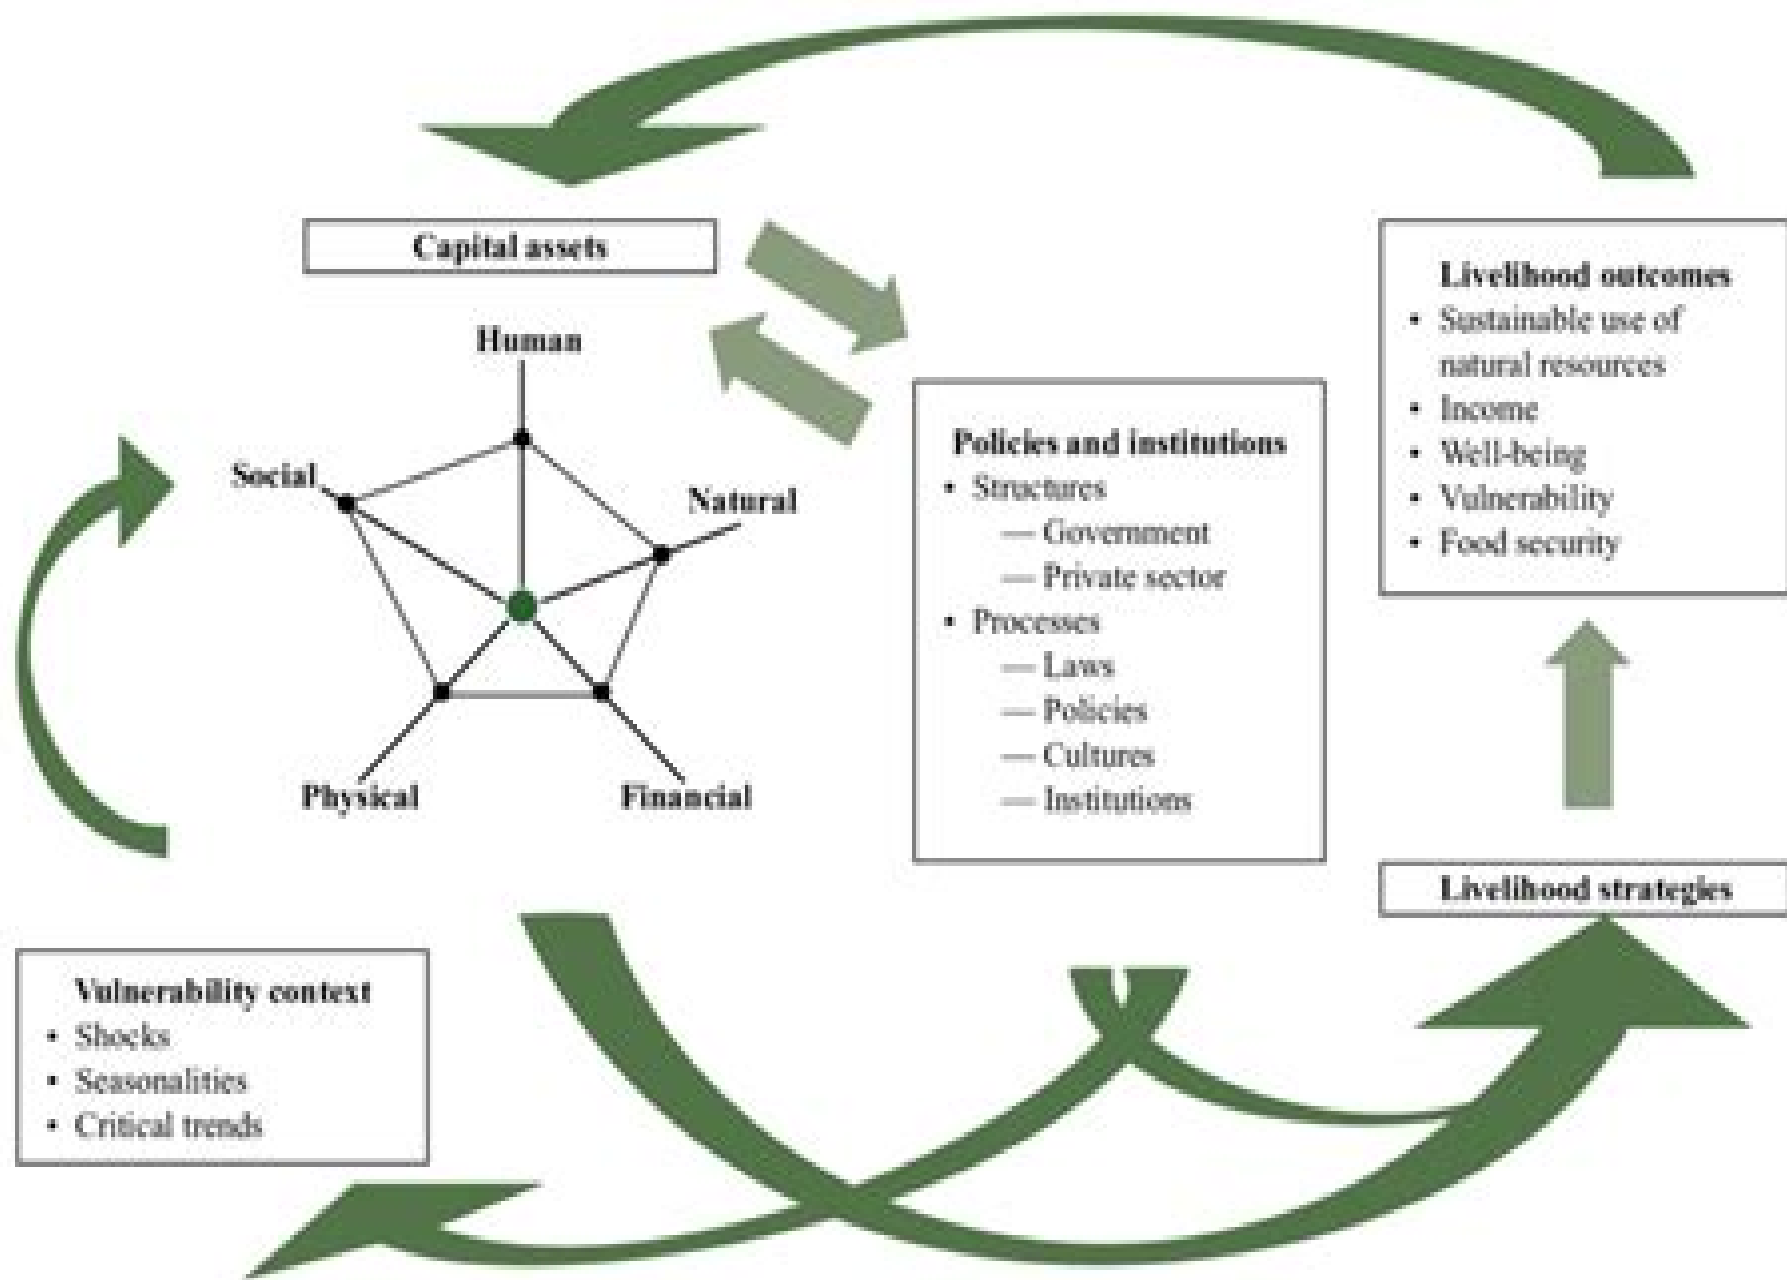 Capital assets
Human
Social
Natural
Physical
Financial
Policies and institutions
• Structures
— Government
— Private sector
• Processes
— Laws
— Policies
— Cultures
— Institutions
Livelihood outcomes
• Sustainable use of
natural resources
• Income
• Well-being
• Vulnerability
• Food security
Livelihood strategies
Vulnerability context
• Shocks
• Seasonalities
• Critical trends